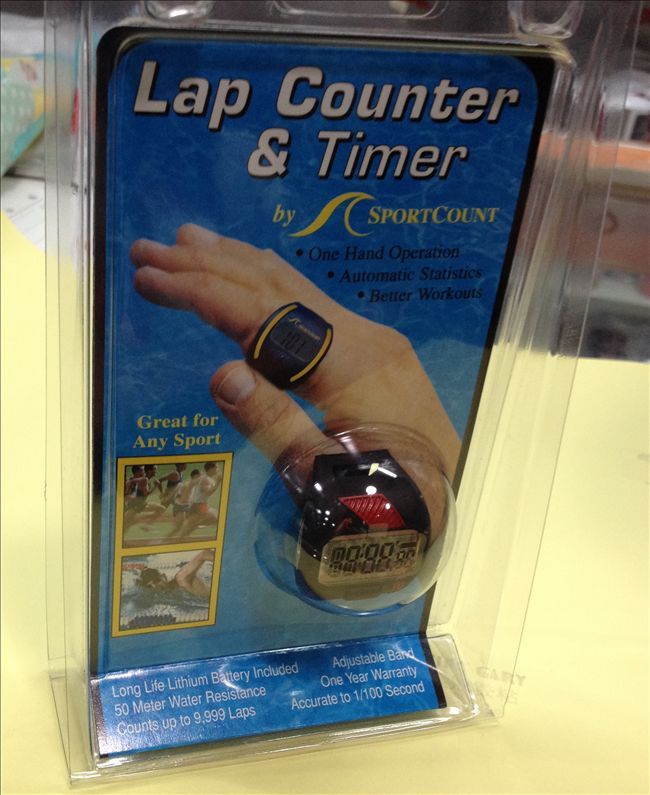 Lap Counter
& Timer
by SPORTCOUNT
• One Hand Operation
• Automatic Statistics
• Better Workouts
101
Great for
Any Sport
Long Life Lithium Battery Included
50 Meter Water Resistance
Counts up to 9,999 Laps
Adjustable Band
One Year Warranty
Accurate to 1/100 Second
GARY